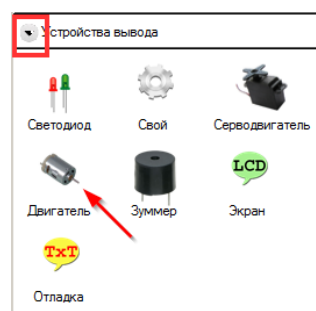 Устройства вывода
Светодиод Свой Серводвигатель
LCD
Двигатель Зуммер Экран
TxT
Отладка